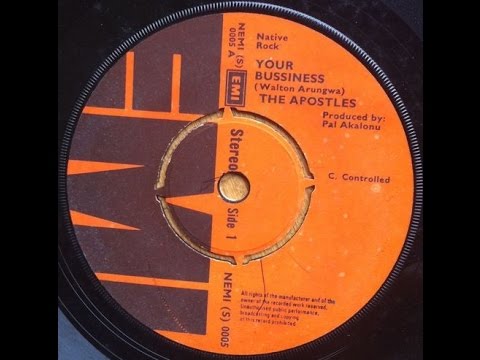 Native
Rock
YOUR
BUSSINESS
(Walton Arungwa)
THE APOSTLES
Produced by:
Pal Akalonu
C. Controlled
NEMI (S)
0005 A
EMI
Stereo
Side 1
NEMI (S) 0005
All rights of the manufacturer and of the
owner of the recorded work reserved.
Unauthorised public performance,
broadcasting and copying
of this record prohibited.
EMI